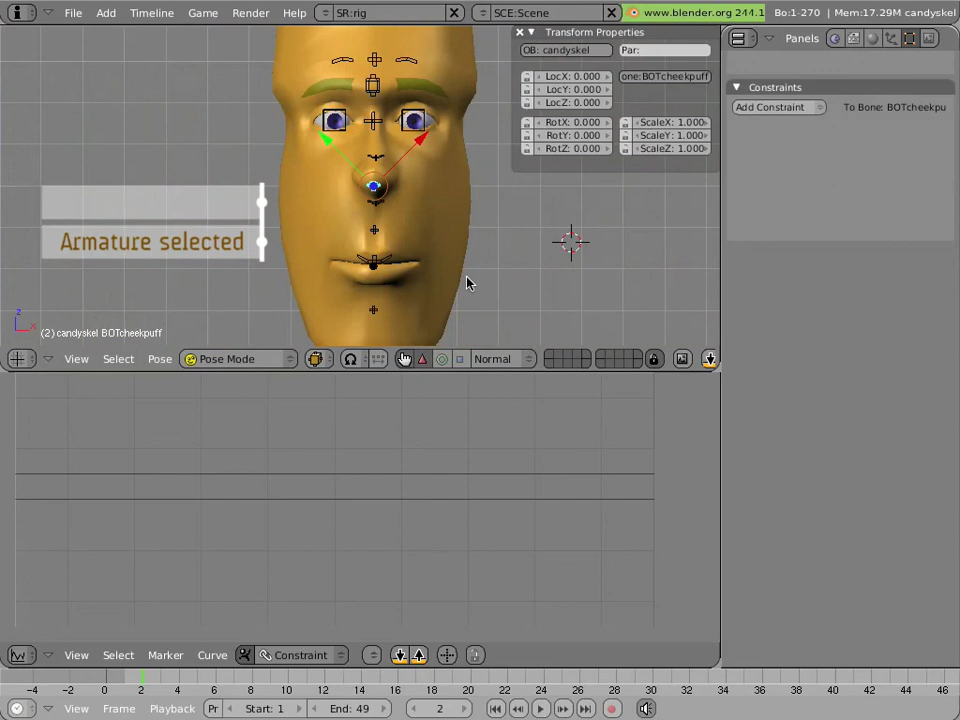 File Add Timeline Game Render Help SR:rig SCE:Scene www.blender.org 244.1 Bo:1-270 | Mem:17.29M candyskel
Panels
Transform Properties
OB: candyskel Par:
LocX: 0.000 one:BOTcheekpuff
LocY: 0.000
LocZ: 0.000
RotX: 0.000 ScaleX: 1.000
RotY: 0.000 ScaleY: 1.000
RotZ: 0.000 ScaleZ: 1.000
Constraints
Add Constraint To Bone: BOTcheekpu
Armature selected
z
x
(2) candyskel BOTcheekpuff
View Select Pose Pose Mode Normal
View Select Marker Curve Constraint
-4 -2 0 2 4 6 8 10 12 14 16 18 20 22 24 26 28 30 32 34 36 38 40 42 44 46
View Frame Playback Pr Start: 1 End: 49 2